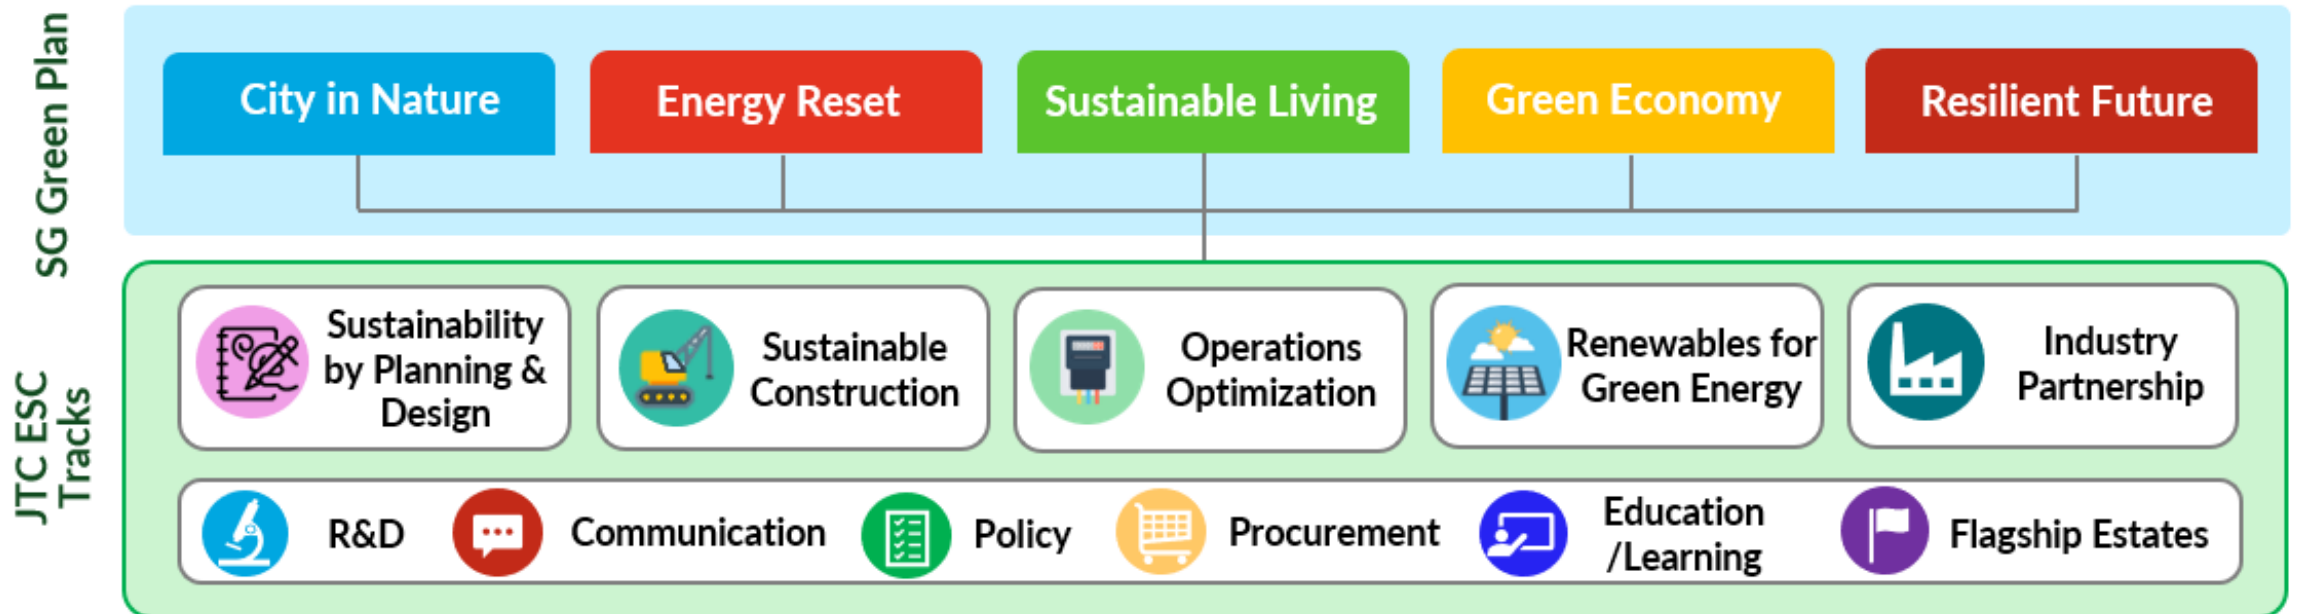 SG Green Plan
City in Nature
Energy Reset
Sustainable Living
Green Economy
Resilient Future
JTC ESC
Tracks
Sustainability
by Planning &
Design
Sustainable
Construction
Operations
Optimization
Renewables for
Green Energy
Industry
Partnership
R&D
Communication
Policy
Procurement
Education
/Learning
Flagship Estates